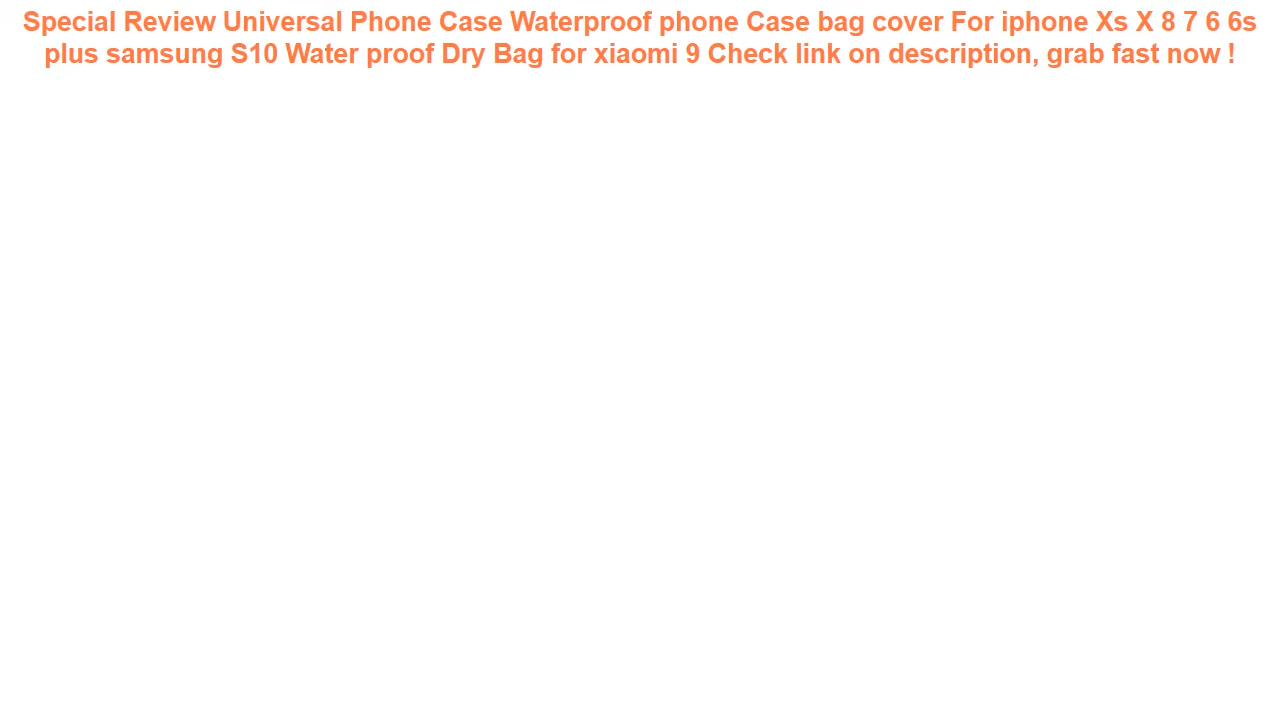 Special Review Universal Phone Case Waterproof phone Case bag cover For iphone Xs X 8 7 6 6s
plus samsung S10 Water proof Dry Bag for xiaomi 9 Check link on description, grab fast now !